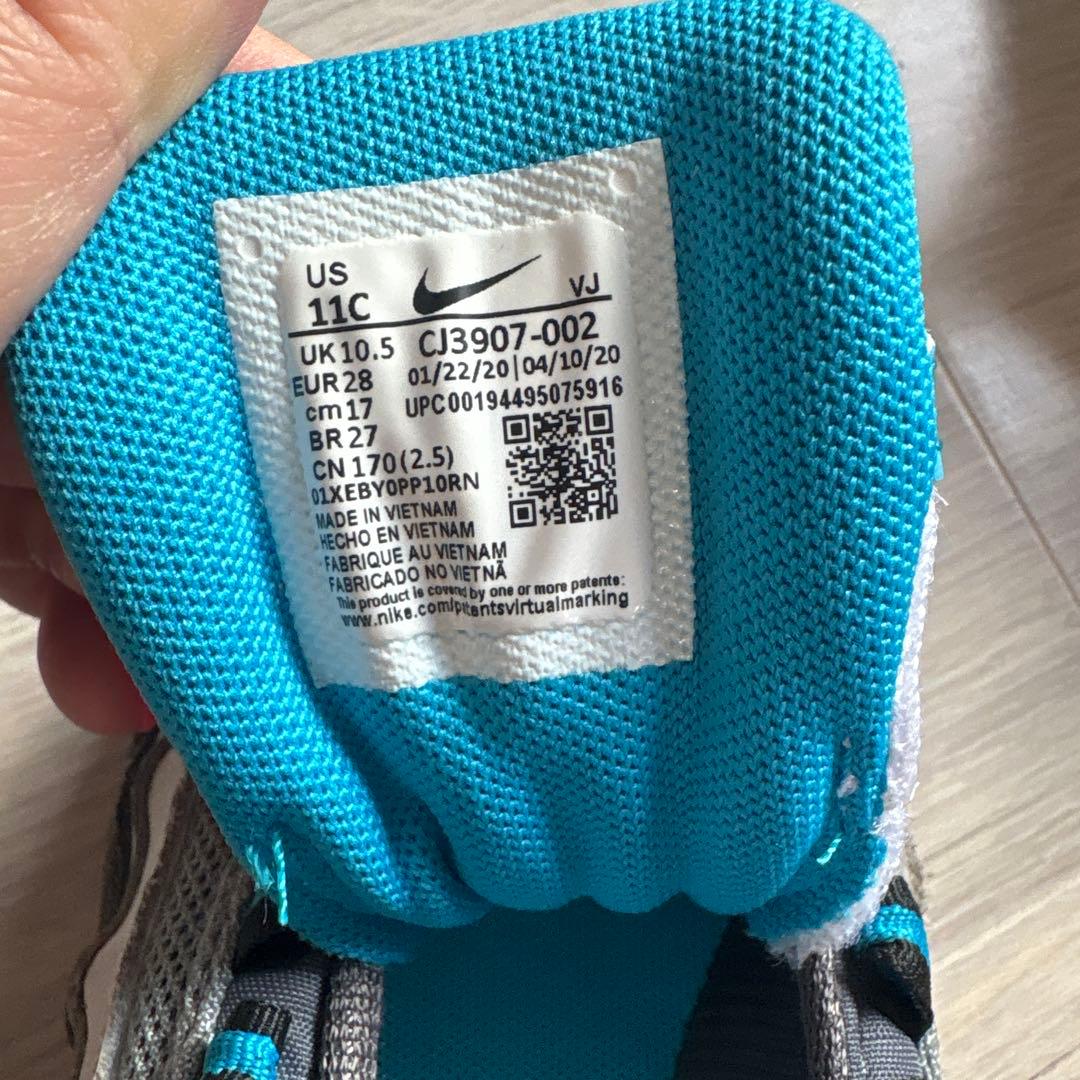 US
11C VJ
UK 10.5 CJ3907-002
EUR 28 01/22/20|04/10/20
cm 17 UPC00194495075916
BR 27
CN 170 (2.5)
01XEBY0PP10RN
MADE IN VIETNAM
HECHO EN VIETNAM
FABRIQUE AU VIETNAM
FABRICADO NO VIETNÃ
This product is covered by one or more patents:
www.nike.com/patentsvirtualmarking